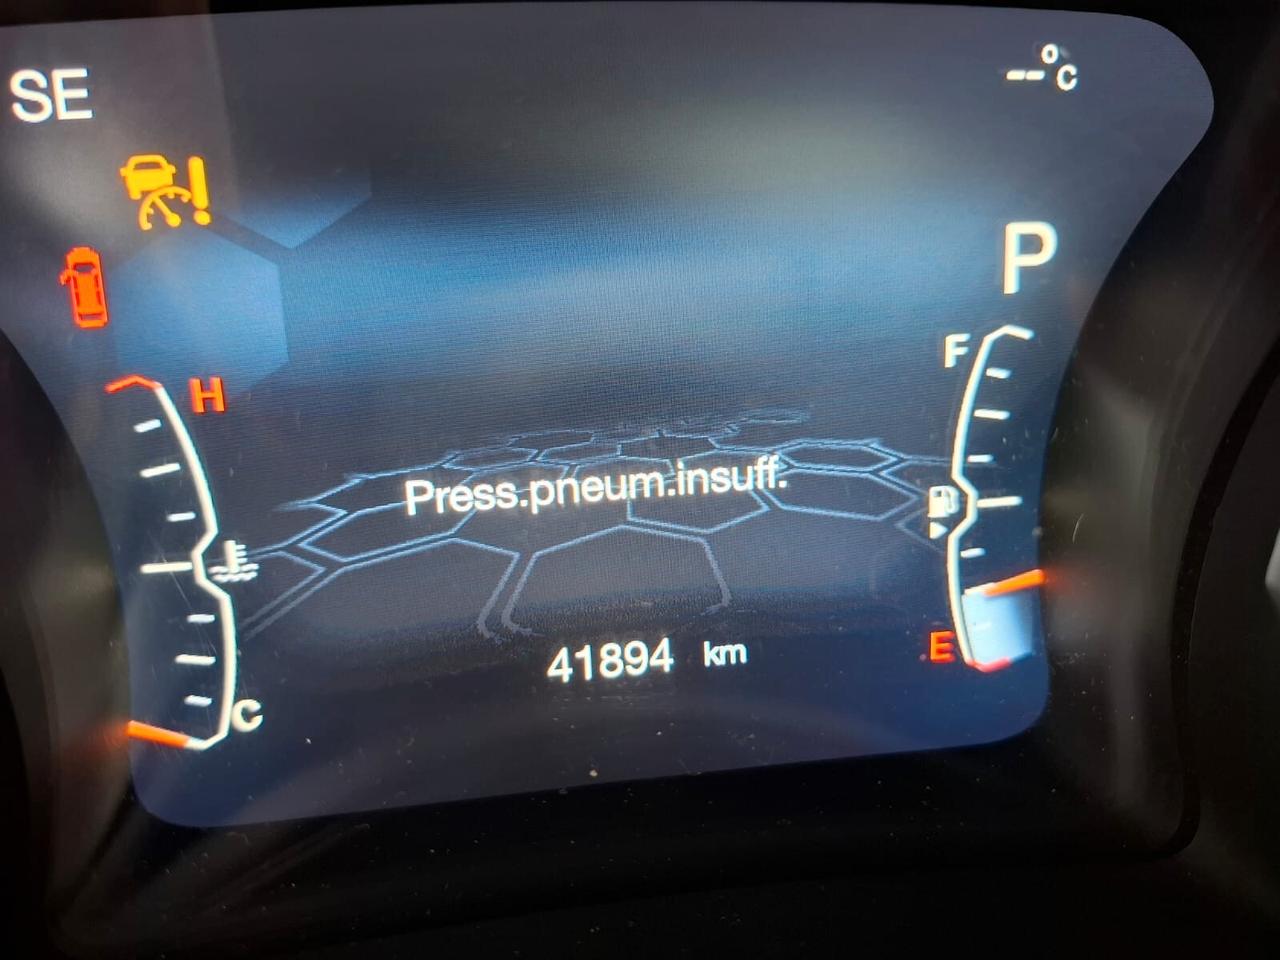 SE
--°C
P
H
F
Press.pneum.insuff.
41894 km
E
C